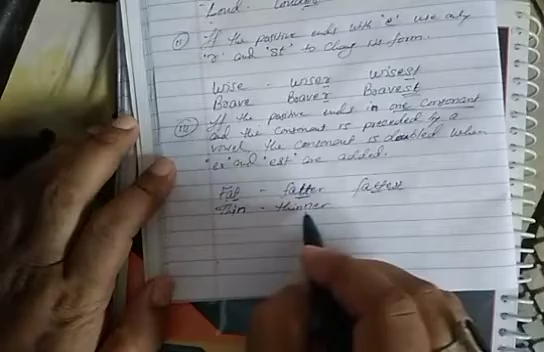 Loud -
(ii) If the positive ends with 'e' use only
'r' and 'st' to change its form.
Wise - wiser wisest
Brave Braver Bravest
(iii) If the positive ends in one consonant
and the consonant is preceded by a
vowel the consonant is doubled when
'er' and 'est' are added.
Fat - fatter fattest
Thin - thinner